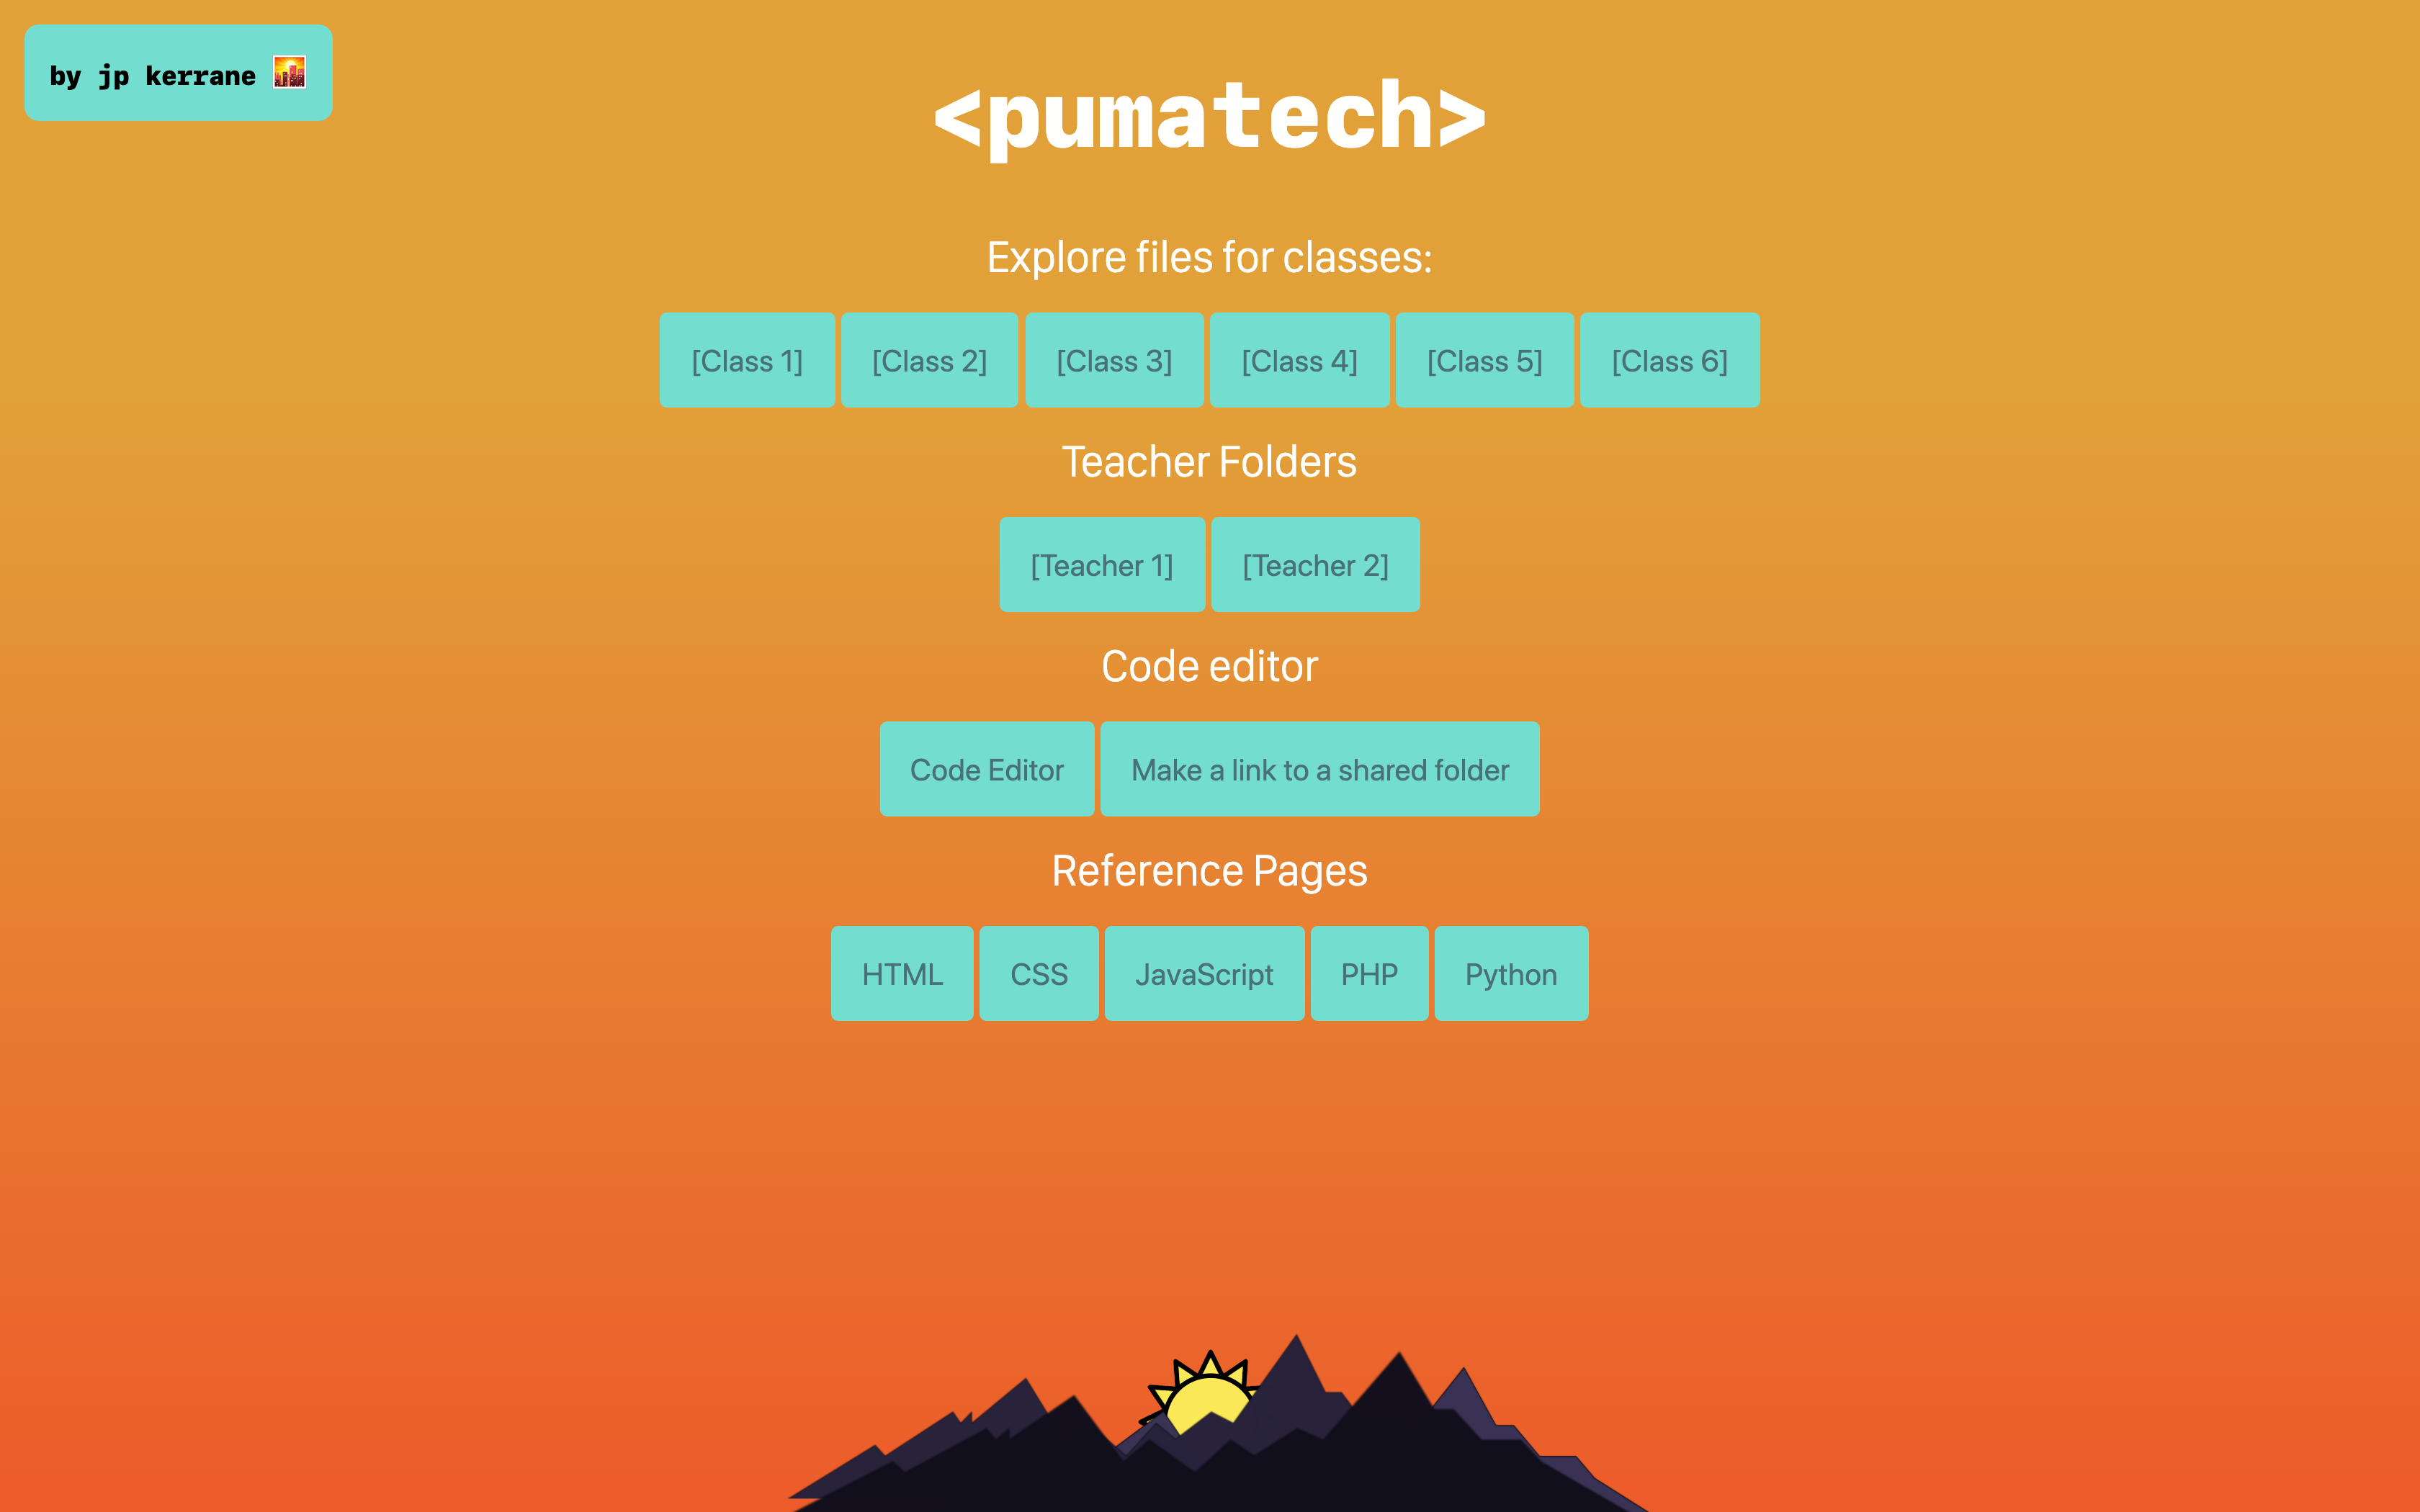 by jp kerrane
<pumatech>
Explore files for classes:
[Class 1] [Class 2] [Class 3] [Class 4] [Class 5] [Class 6]
Teacher Folders
[Teacher 1] [Teacher 2]
Code editor
Code Editor Make a link to a shared folder
Reference Pages
HTML CSS JavaScript PHP Python